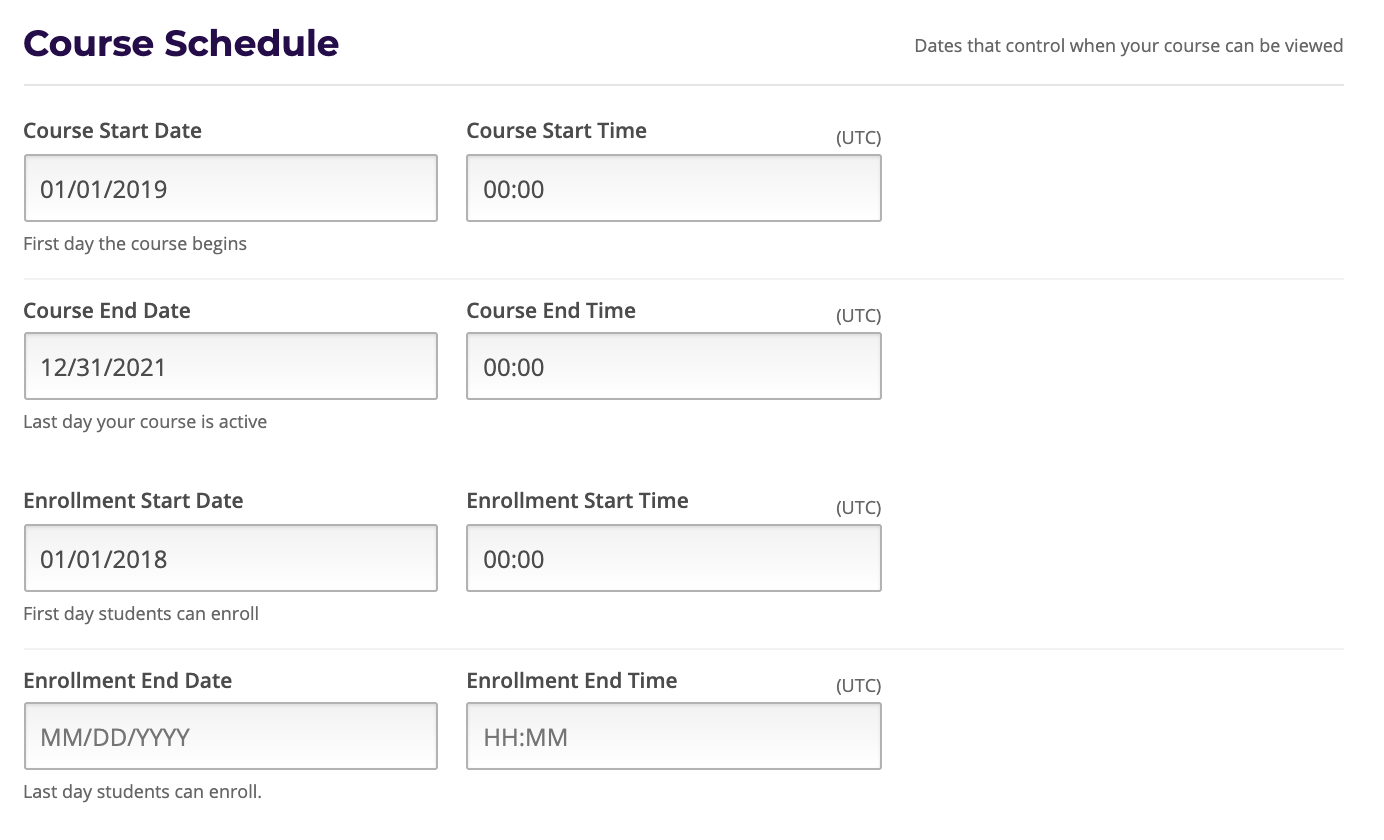 Course Schedule
Dates that control when your course can be viewed
Course Start Date
Course Start Time
(UTC)
01/01/2019
00:00
First day the course begins
Course End Date
Course End Time
(UTC)
12/31/2021
00:00
Last day your course is active
Enrollment Start Date
Enrollment Start Time
(UTC)
01/01/2018
00:00
First day students can enroll
Enrollment End Date
Enrollment End Time
(UTC)
MM/DD/YYYY
HH:MM
Last day students can enroll.